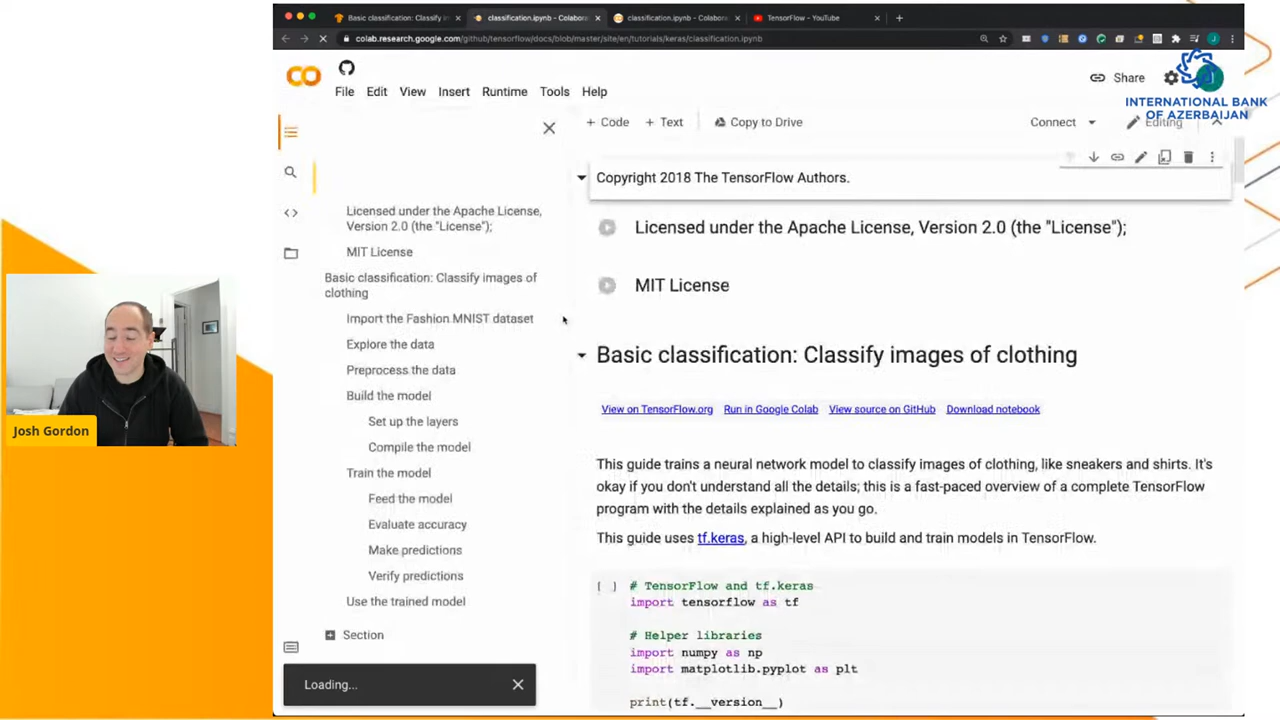 Basic classification: Classify im
classification.ipynb - Colabora
classification.ipynb - Colabora
TensorFlow - YouTube
colab.research.google.com/github/tensorflow/docs/blob/master/site/en/tutorials/keras/classification.ipynb
File Edit View Insert Runtime Tools Help
Share
INTERNATIONAL BANK
OF AZERBAIJAN
+ Code + Text Copy to Drive
Connect
Editing
Licensed under the Apache License,
Version 2.0 (the "License");
MIT License
Basic classification: Classify images of
clothing
Import the Fashion MNIST dataset
Explore the data
Preprocess the data
Build the model
Set up the layers
Compile the model
Train the model
Feed the model
Evaluate accuracy
Make predictions
Verify predictions
Use the trained model
Section
Loading...
Copyright 2018 The TensorFlow Authors.
Licensed under the Apache License, Version 2.0 (the "License");
MIT License
Basic classification: Classify images of clothing
View on TensorFlow.org Run in Google Colab View source on GitHub Download notebook
This guide trains a neural network model to classify images of clothing, like sneakers and shirts. It's
okay if you don't understand all the details; this is a fast-paced overview of a complete TensorFlow
program with the details explained as you go.
This guide uses tf.keras, a high-level API to build and train models in TensorFlow.
[ ] # TensorFlow and tf.keras
import tensorflow as tf
# Helper libraries
import numpy as np
import matplotlib.pyplot as plt
print(tf.__version__)
Josh Gordon